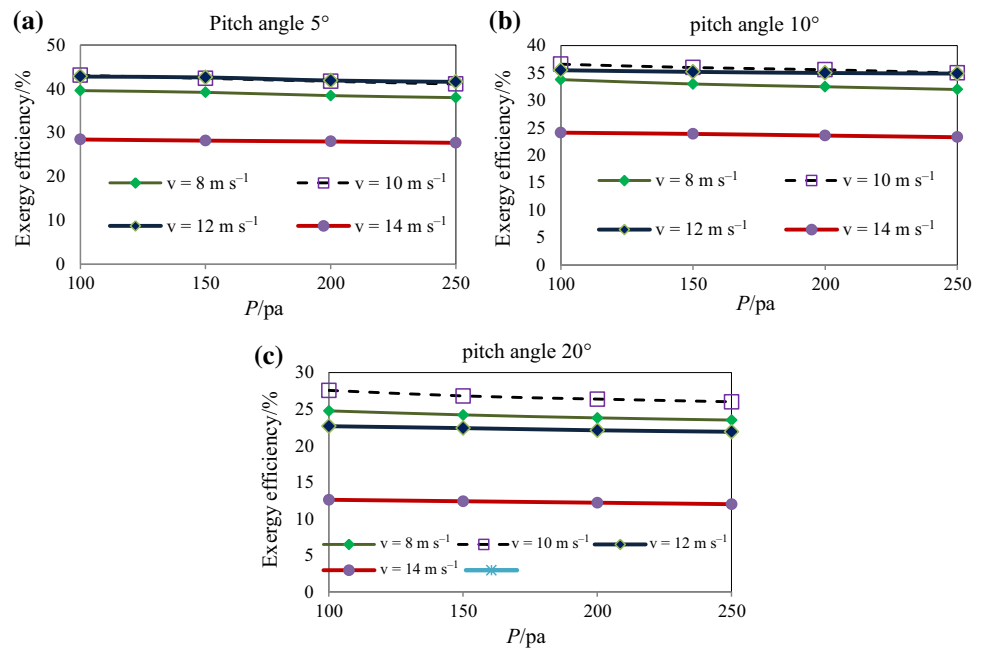 (a)
Pitch angle 5°
Exergy efficiency/%
50
40
30
20
10
0
v = 8 m s⁻¹
v = 10 m s⁻¹
v = 12 m s⁻¹
v = 14 m s⁻¹
100 150 200 250
P/pa
(b)
pitch angle 10°
Exergy efficiency/%
40
35
30
25
20
15
10
5
0
v = 8 m s⁻¹
v = 10 m s⁻¹
v = 12 m s⁻¹
v = 14 m s⁻¹
100 150 200 250
P/pa
(c)
pitch angle 20°
Exergy efficiency/%
30
25
20
15
10
5
0
v = 8 m s⁻¹
v = 10 m s⁻¹
v = 12 m s⁻¹
v = 14 m s⁻¹
100 150 200 250
P/pa